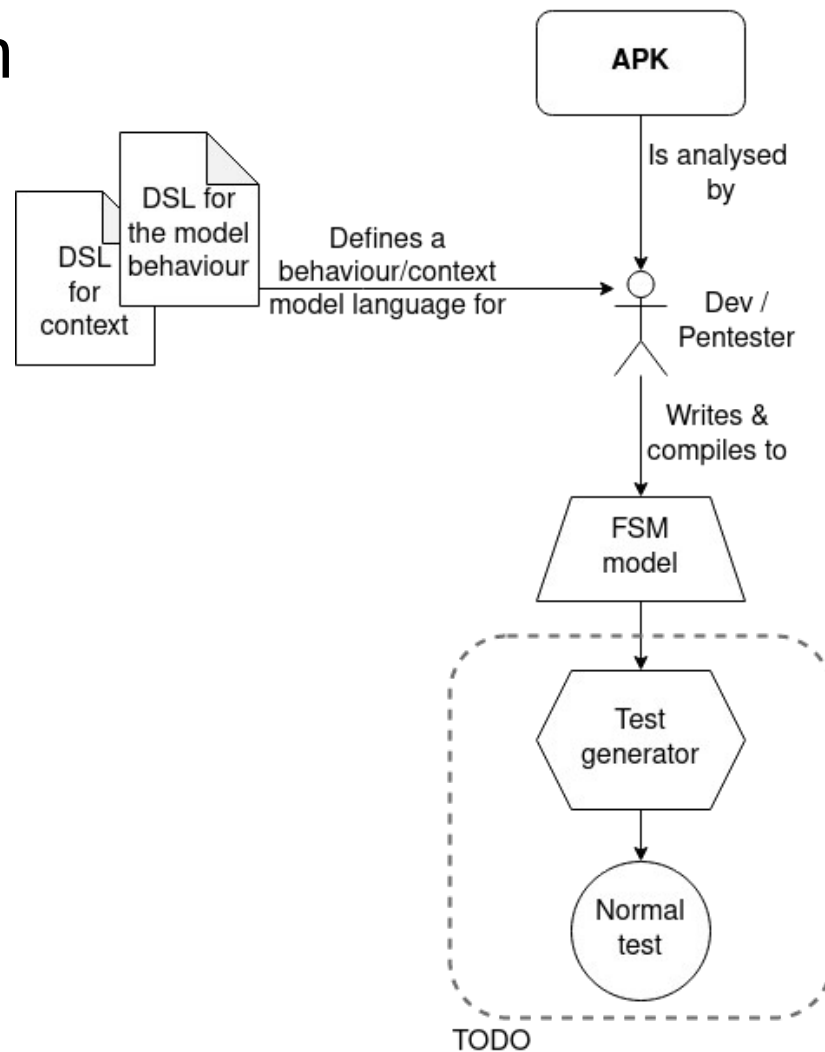 n
APK
Is analysed
by
DSL for
the model
behaviour
DSL
for
context
Defines a
behaviour/context
model language for
Dev /
Pentester
Writes &
compiles to
FSM
model
Test
generator
Normal
test
TODO